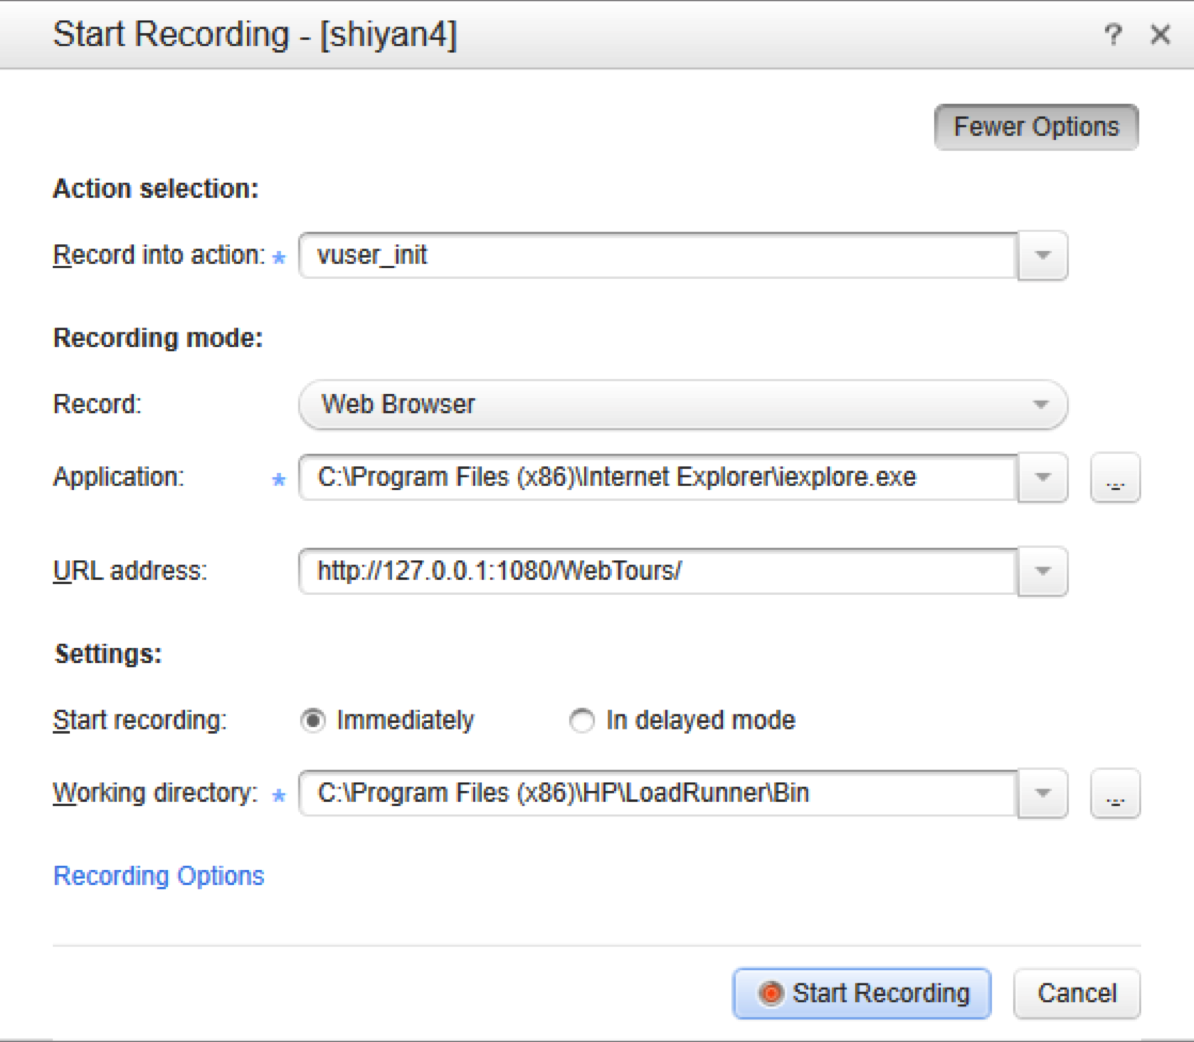 Start Recording - [shiyan4]
Fewer Options
Action selection:
Record into action: * vuser_init
Recording mode:
Record: Web Browser
Application: * C:\Program Files (x86)\Internet Explorer\iexplore.exe ...
URL address: http://127.0.0.1:1080/WebTours/
Settings:
Start recording: Immediately In delayed mode
Working directory: * C:\Program Files (x86)\HP\LoadRunner\Bin ...
Recording Options
Start Recording Cancel